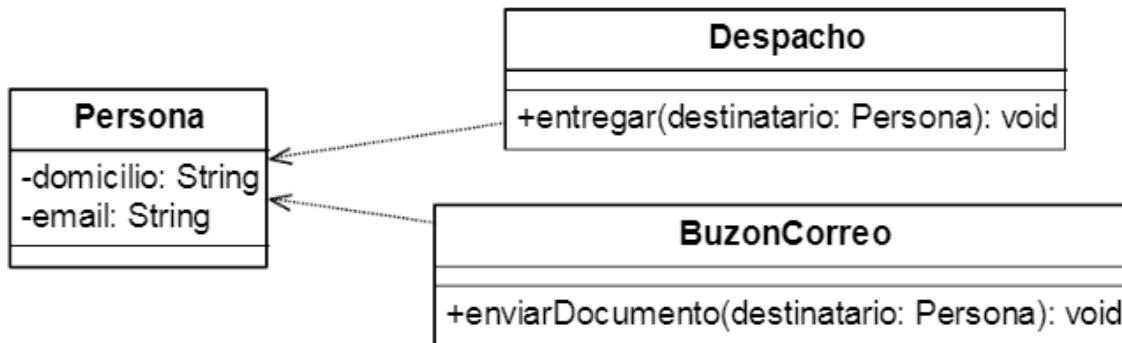 Persona
-domicilio: String
-email: String
Despacho
+entregar(destinatario: Persona): void
BuzonCorreo
+enviarDocumento(destinatario: Persona): void